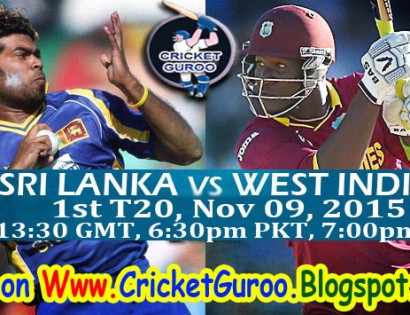 CRICKET
GUROO
SRI LANKA vs WEST INDI
1st T20, Nov 09, 2015
13:30 GMT, 6:30pm PKT, 7:00pm
on Www.CricketGuroo.Blogspot